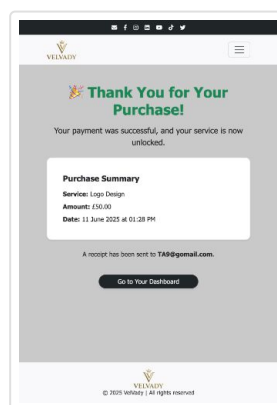 VELVADY
🎉 Thank You for Your
Purchase!
Your payment was successful, and your service is now
unlocked.
Purchase Summary
Service: Logo Design
Amount: £50.00
Date: 11 June 2025 at 01:28 PM
A receipt has been sent to TA9@gomail.com.
Go to Your Dashboard
VELVADY
© 2025 VelVady | All rights reserved